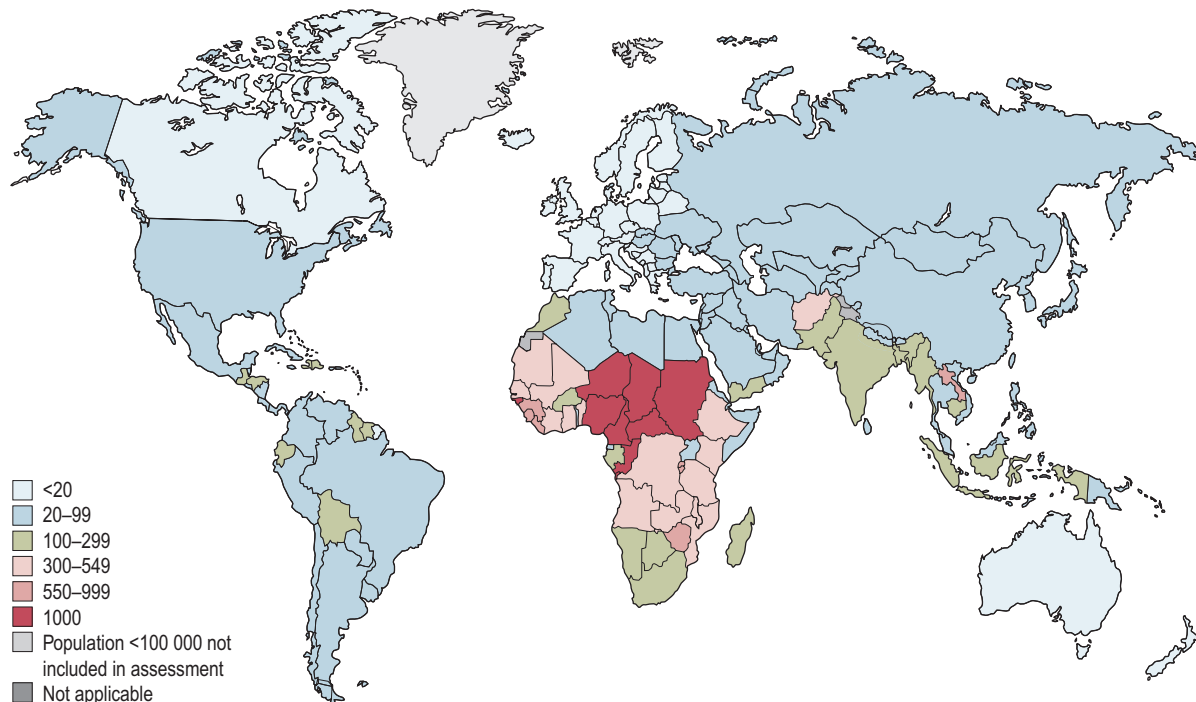 <20
20–99
100–299
300–549
550–999
1000
Population <100 000 not
included in assessment
Not applicable